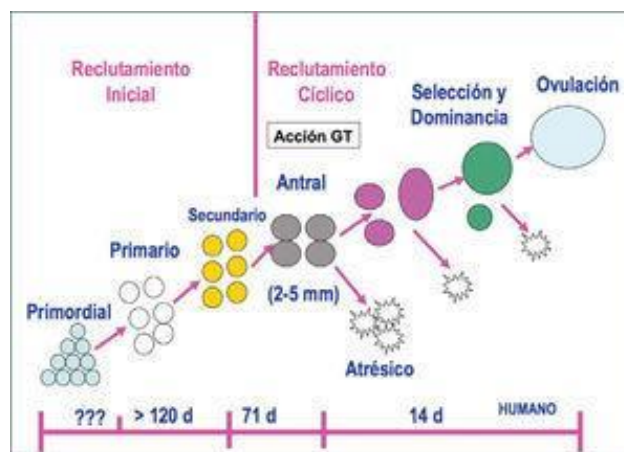 Reclutamiento
Inicial
Reclutamiento
Cíclico
Acción GT
Selección y
Dominancia
Ovulación
Antral
Secundario
Primario
Primordial
(2-5 mm)
Atrésico
??? > 120 d 71 d 14 d HUMANO